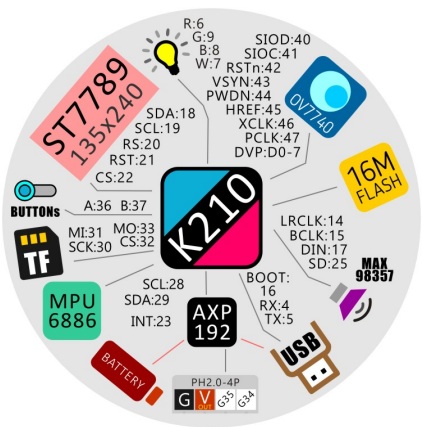 R:6
G:9
B:8
W:7
SIOD:40
SIOC:41
RSTn:42
VSYN:43
PWDN:44
HREF:45
XCLK:46
PCLK:47
DVP:D0-7
OV7740
ST7789
135x240
SDA:18
SCL:19
RS:20
RST:21
CS:22
16M
FLASH
K210
BUTTONs
A:36 B:37
TF
MI:31 MO:33
SCK:30 CS:32
LRCLK:14
BCLK:15
DIN:17
SD:25
MAX
98357
MPU
6886
SCL:28
SDA:29
INT:23
AXP
192
BOOT:
16
RX:4
TX:5
USB
BATTERY
PH2.0-4P
G V OUT G35 G34